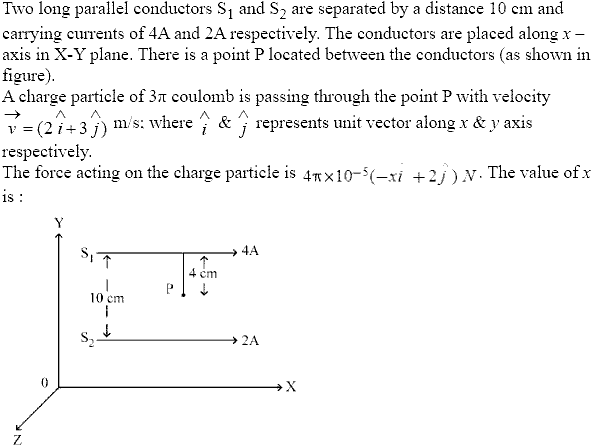 Two long parallel conductors S₁ and S₂ are separated by a distance 10 cm and
carrying currents of 4A and 2A respectively. The conductors are placed along x –
axis in X-Y plane. There is a point P located between the conductors (as shown in
figure).
A charge particle of 3π coulomb is passing through the point P with velocity
v⃗ = (2î+3ĵ) m/s; where î & ĵ represents unit vector along x & y axis
respectively.
The force acting on the charge particle is 4π×10⁻⁵(−xi +2j) N. The value of x
is :
Y
S₁ 4A
4 cm
P
10 cm
S₂ 2A
0 X
Z